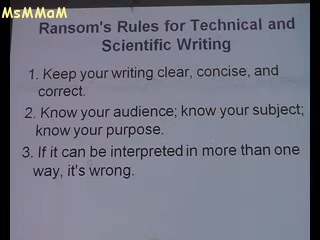 MsMMaM
Ransom's Rules for Technical and
Scientific Writing
1. Keep your writing clear, concise, and
correct.
2. Know your audience; know your subject;
know your purpose.
3. If it can be interpreted in more than one
way, it's wrong.